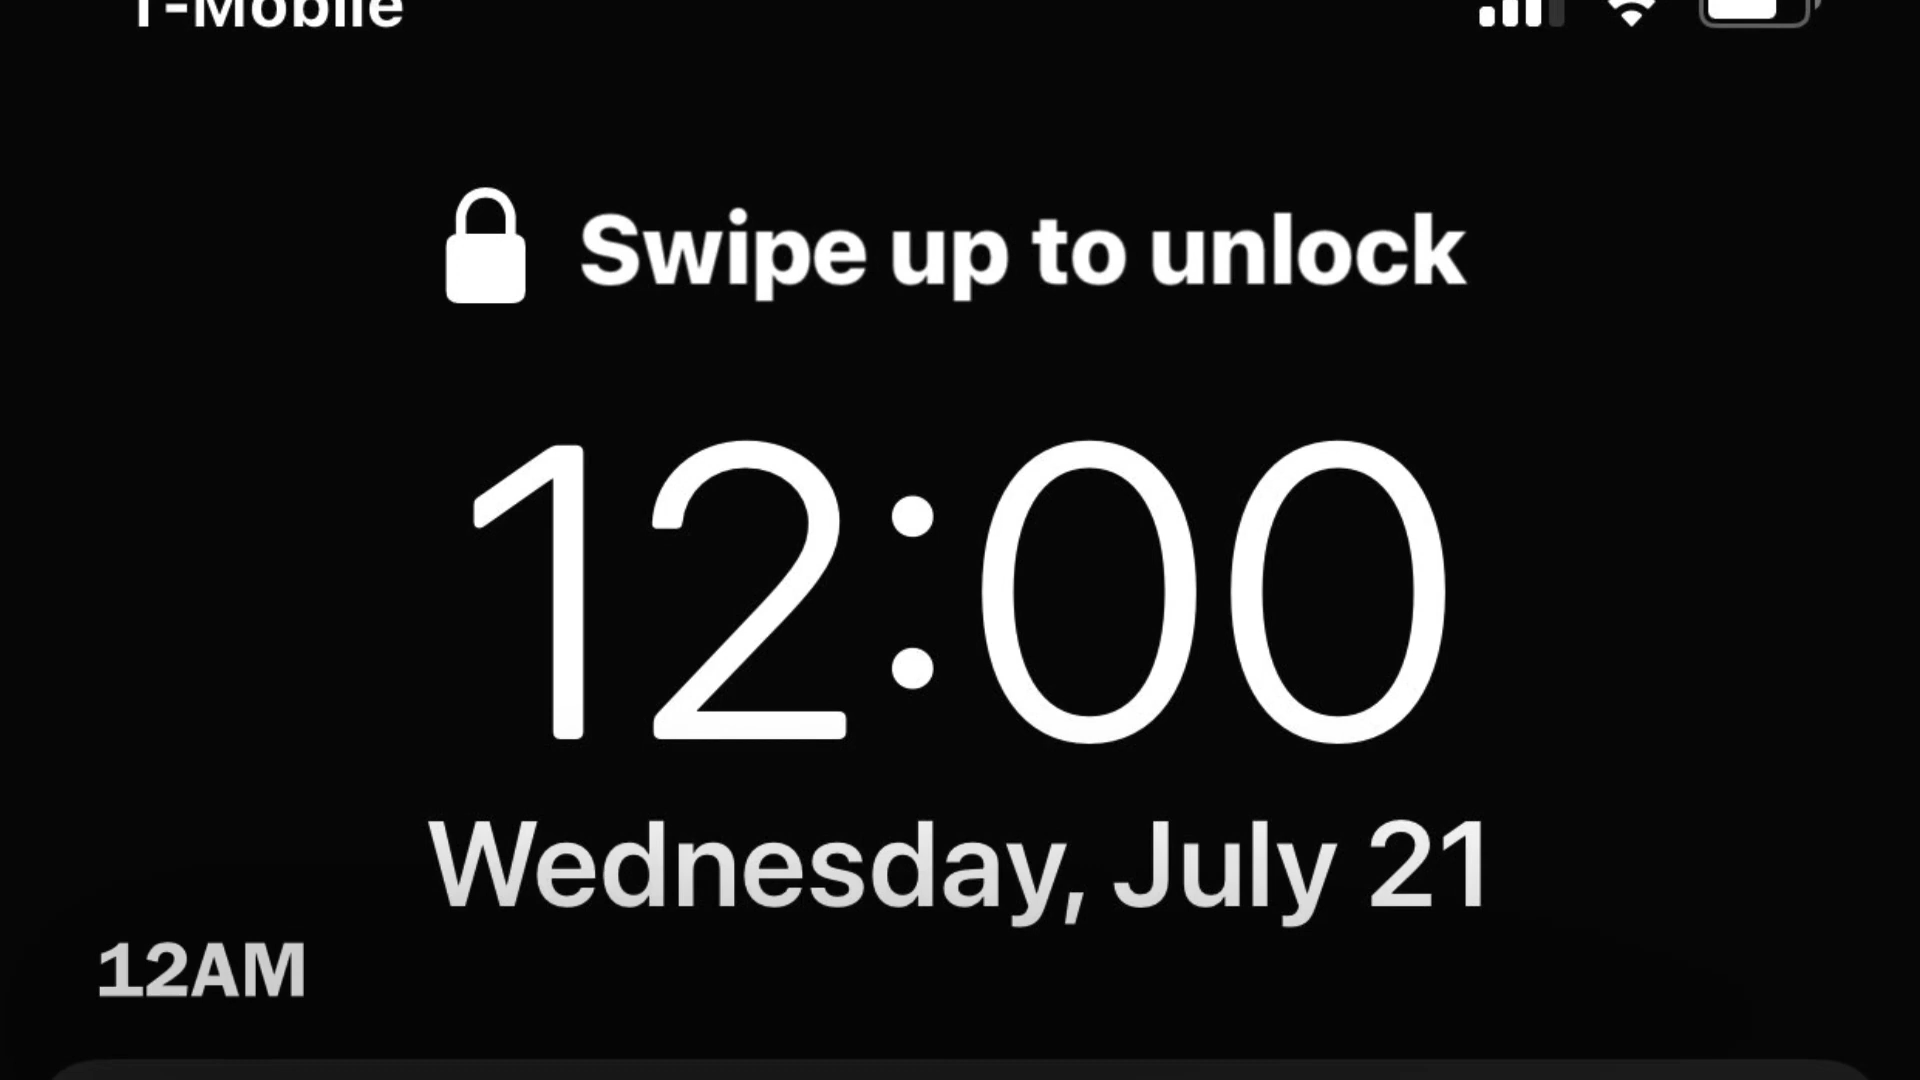 T-Mobile
Swipe up to unlock
12:00
Wednesday, July 21
12AM